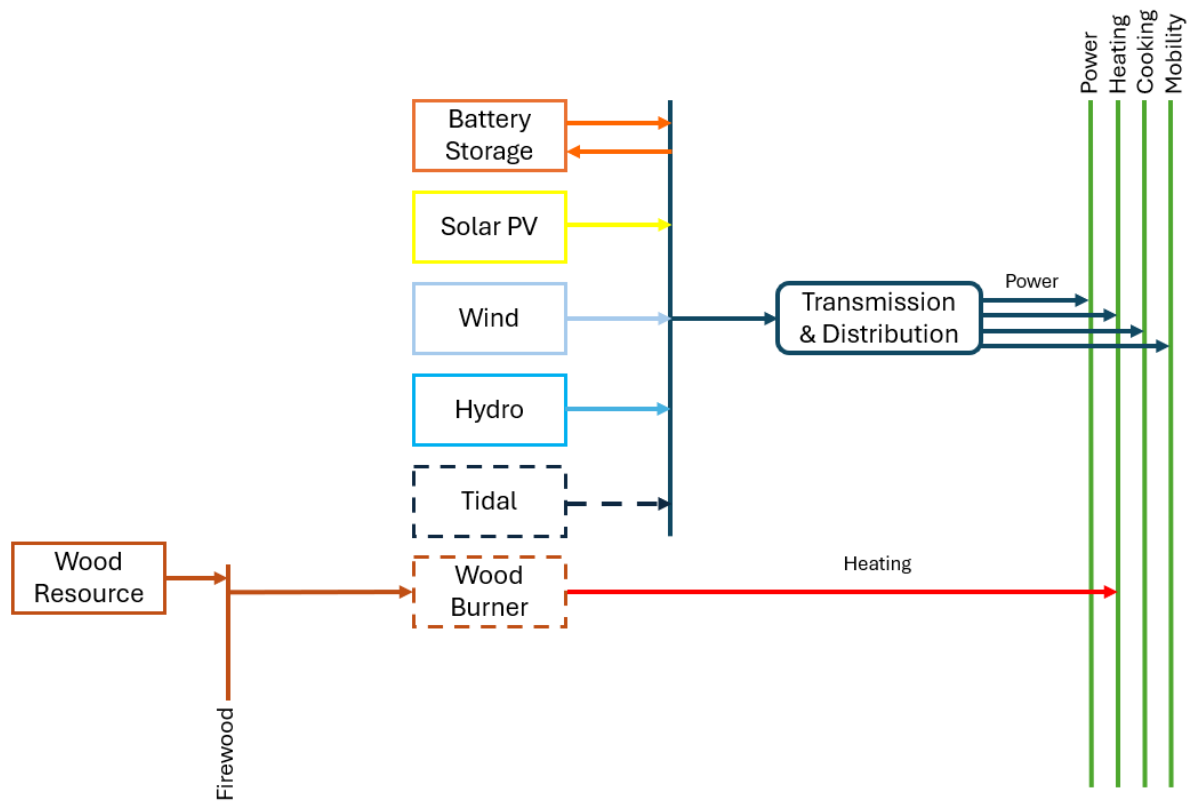 Power
Heating
Cooking
Mobility
Battery
Storage
Solar PV
Wind
Hydro
Tidal
Transmission
& Distribution
Power
Wood
Resource
Wood
Burner
Heating
Firewood